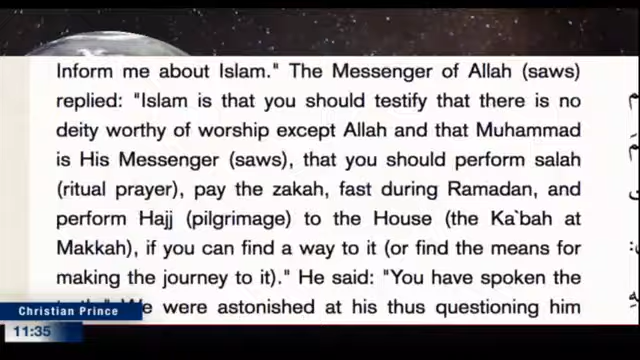 Inform me about Islam." The Messenger of Allah (saws)
replied: "Islam is that you should testify that there is no
deity worthy of worship except Allah and that Muhammad
is His Messenger (saws), that you should perform salah
(ritual prayer), pay the zakah, fast during Ramadan, and
perform Hajj (pilgrimage) to the House (the Ka`bah at
Makkah), if you can find a way to it (or find the means for
making the journey to it)." He said: "You have spoken the
were astonished at his thus questioning him
Christian Prince
11:35